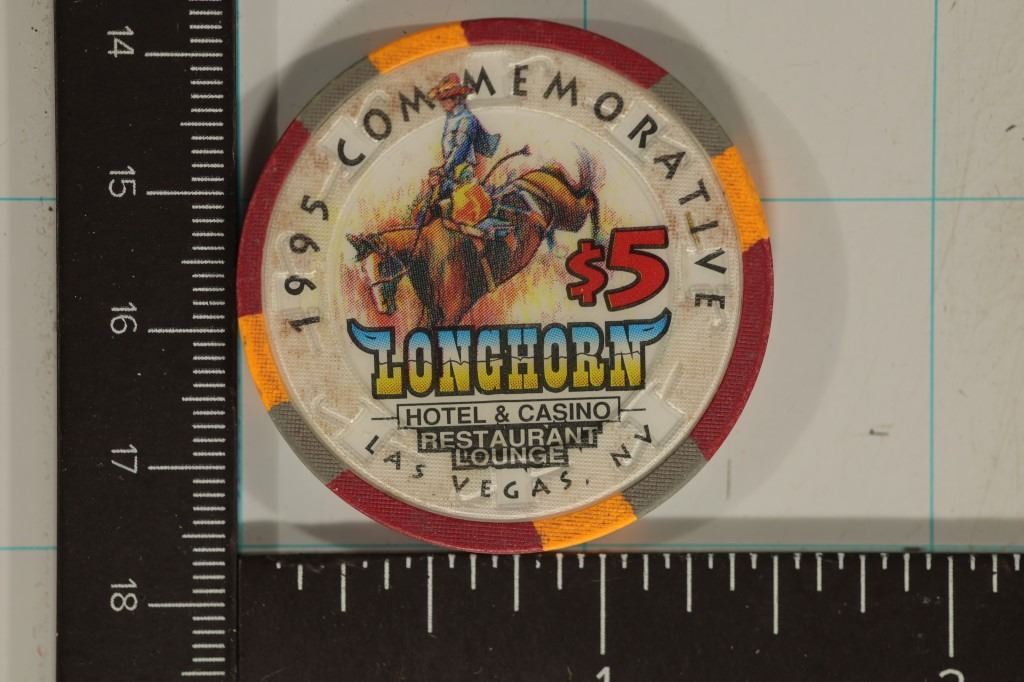 1995 COMMEMORATIVE
$5
LONGHORN
HOTEL & CASINO
RESTAURANT
LOUNGE
LAS VEGAS, NV
14
15
16
17
18
1
2